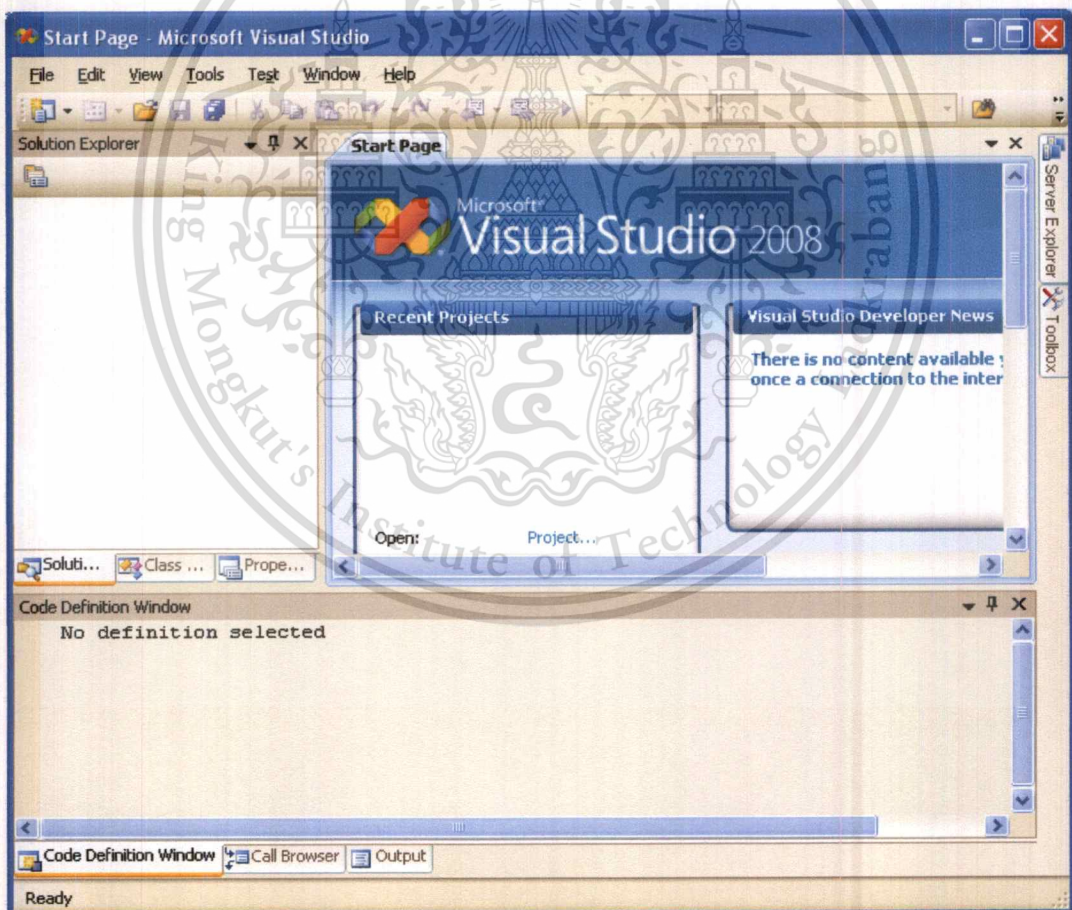 Start Page - Microsoft Visual Studio
File Edit View Tools Test Window Help
Solution Explorer
Start Page
Server Explorer
Toolbox
Microsoft®
Visual Studio 2008
Recent Projects
Visual Studio Developer News
There is no content available
once a connection to the inter
Open: Project...
Soluti... Class ... Prope...
Code Definition Window
No definition selected
Code Definition Window Call Browser Output
Ready
King Mongkut's Institute of Technology Ladkrabang